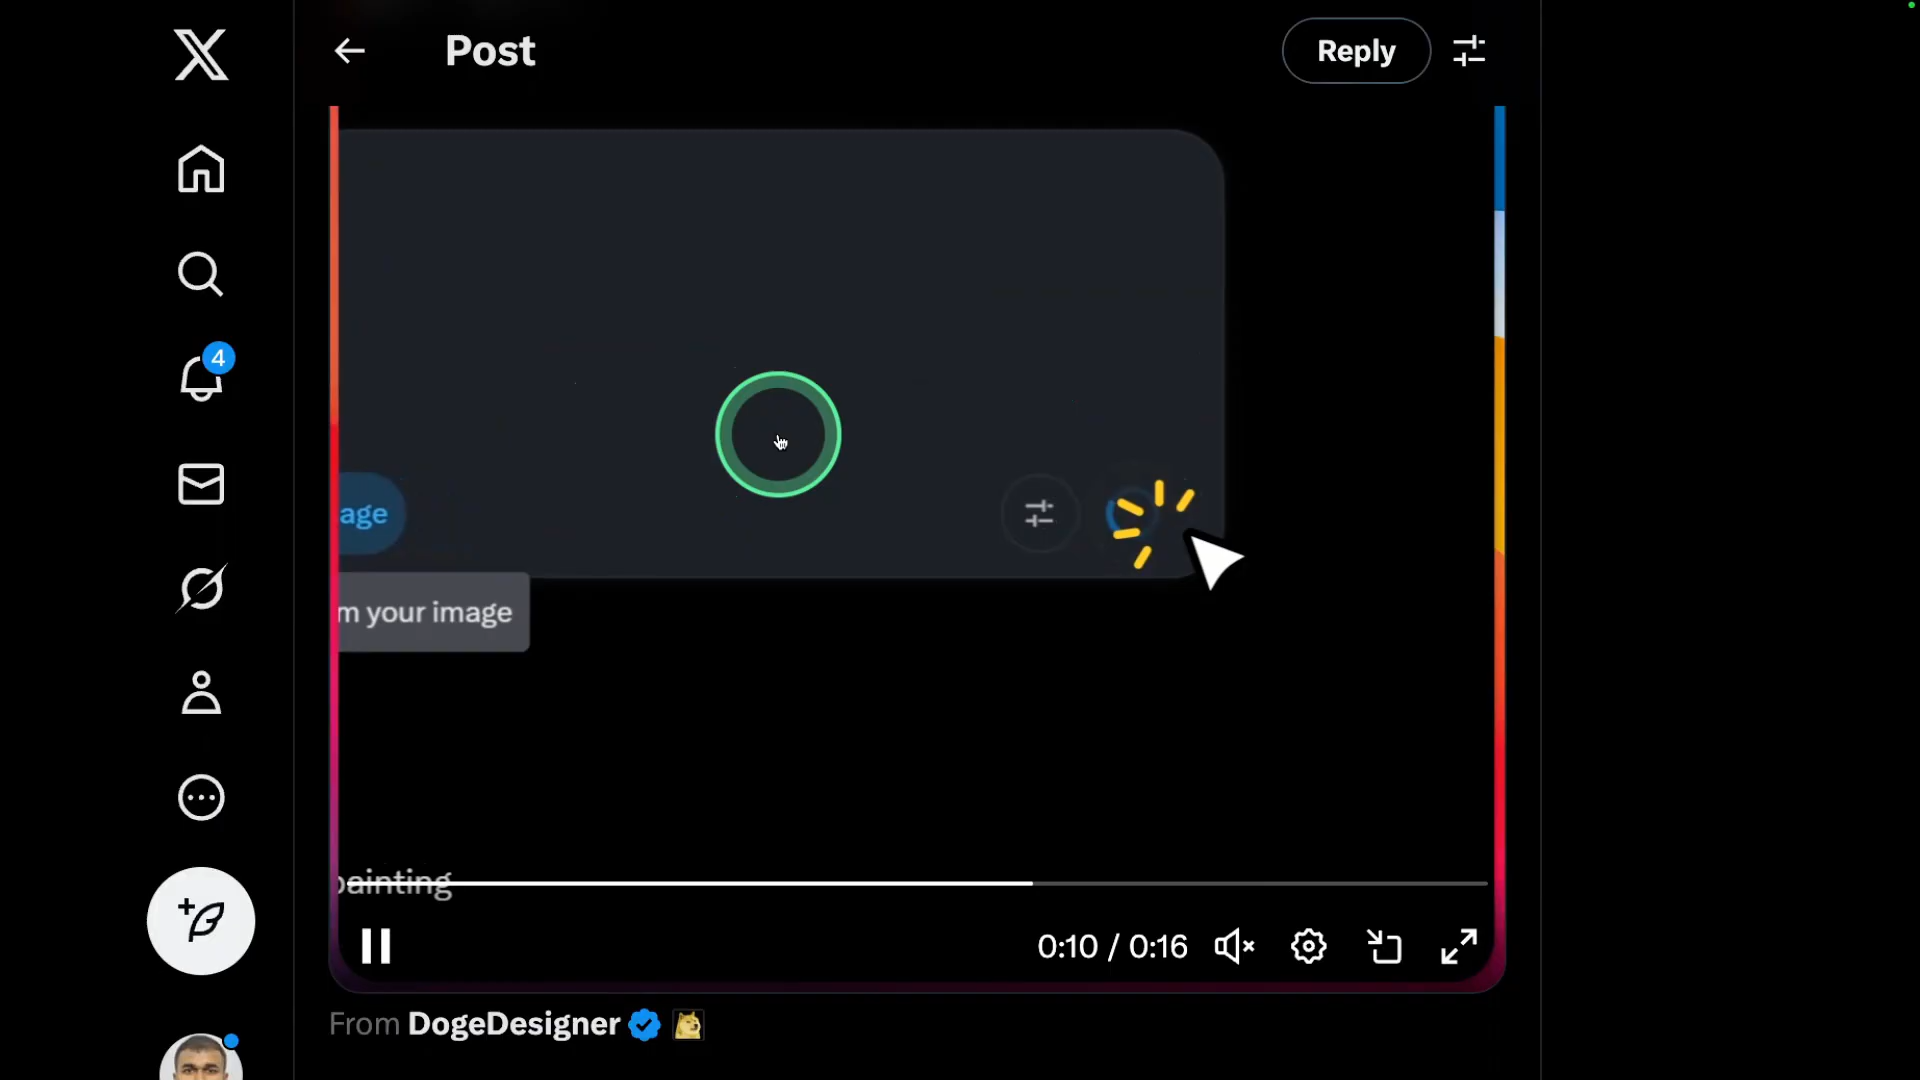 Post
Reply
4
age
m your image
painting
0:10 / 0:16
From DogeDesigner